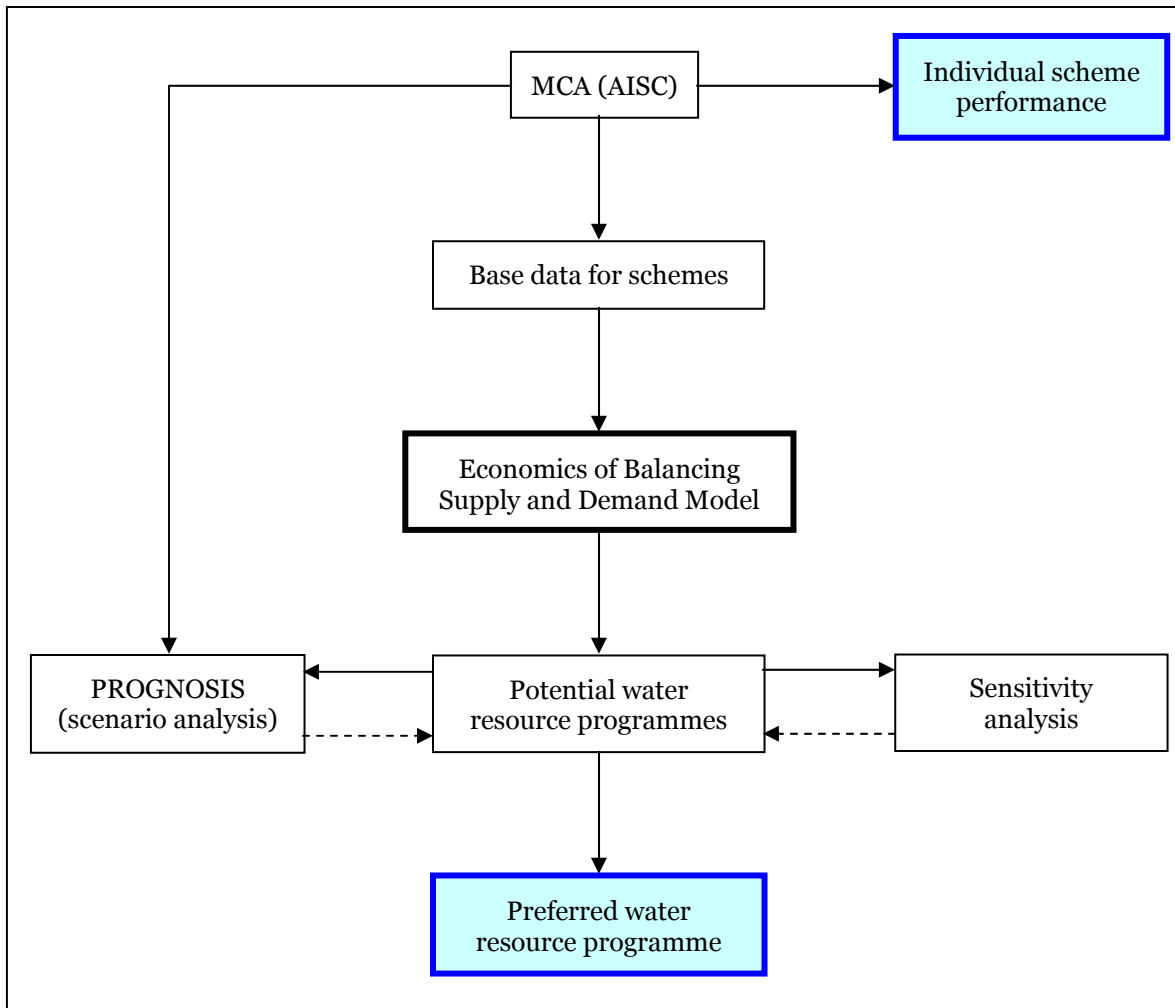 MCA (AISC)
Individual scheme
performance
Base data for schemes
Economics of Balancing
Supply and Demand Model
PROGNOSIS
(scenario analysis)
Potential water
resource programmes
Sensitivity
analysis
Preferred water
resource programme